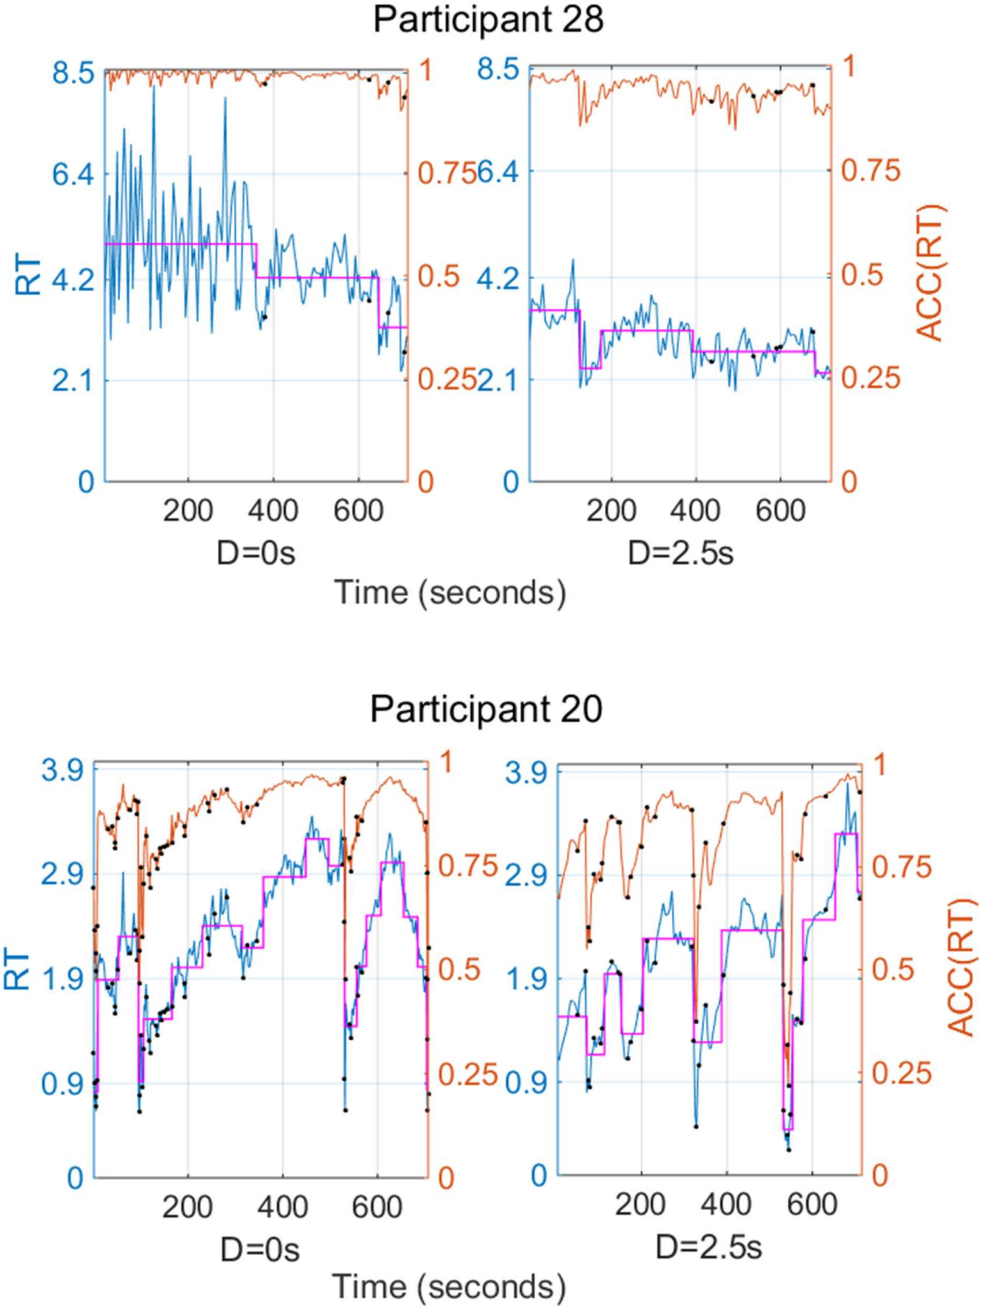 Participant 28
8.5 1 8.5 1
6.4 0.75 6.4 0.75
RT 4.2 0.5 4.2 0.5 ACC(RT)
2.1 0.25 2.1 0.25
0 0 0 0
200 400 600 200 400 600
D=0s D=2.5s
Time (seconds)
Participant 20
3.9 1 3.9 1
2.9 0.75 2.9 0.75
RT 1.9 0.5 1.9 0.5 ACC(RT)
0.9 0.25 0.9 0.25
0 0 0 0
200 400 600 200 400 600
D=0s D=2.5s
Time (seconds)